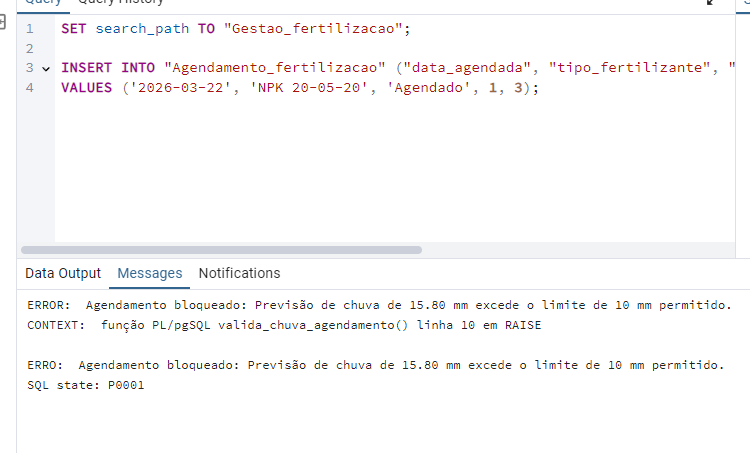 Query Query History
1 SET search_path TO "Gestao_fertilizacao";
2
3 INSERT INTO "Agendamento_fertilizacao" ("data_agendada", "tipo_fertilizante", "
4 VALUES ('2026-03-22', 'NPK 20-05-20', 'Agendado', 1, 3);
Data Output Messages Notifications
ERROR:  Agendamento bloqueado: Previsão de chuva de 15.80 mm excede o limite de 10 mm permitido.
CONTEXT:  função PL/pgSQL valida_chuva_agendamento() linha 10 em RAISE
ERRO:  Agendamento bloqueado: Previsão de chuva de 15.80 mm excede o limite de 10 mm permitido.
SQL state: P0001